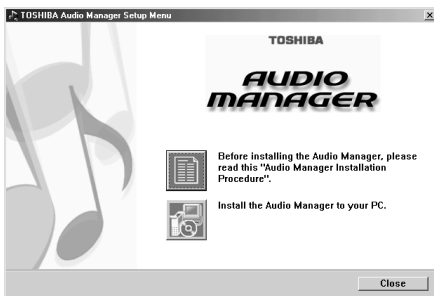 TOSHIBA Audio Manager Setup Menu
TOSHIBA
AUDIO
MANAGER
Before installing the Audio Manager, please
read this "Audio Manager Installation
Procedure".
Install the Audio Manager to your PC.
Close